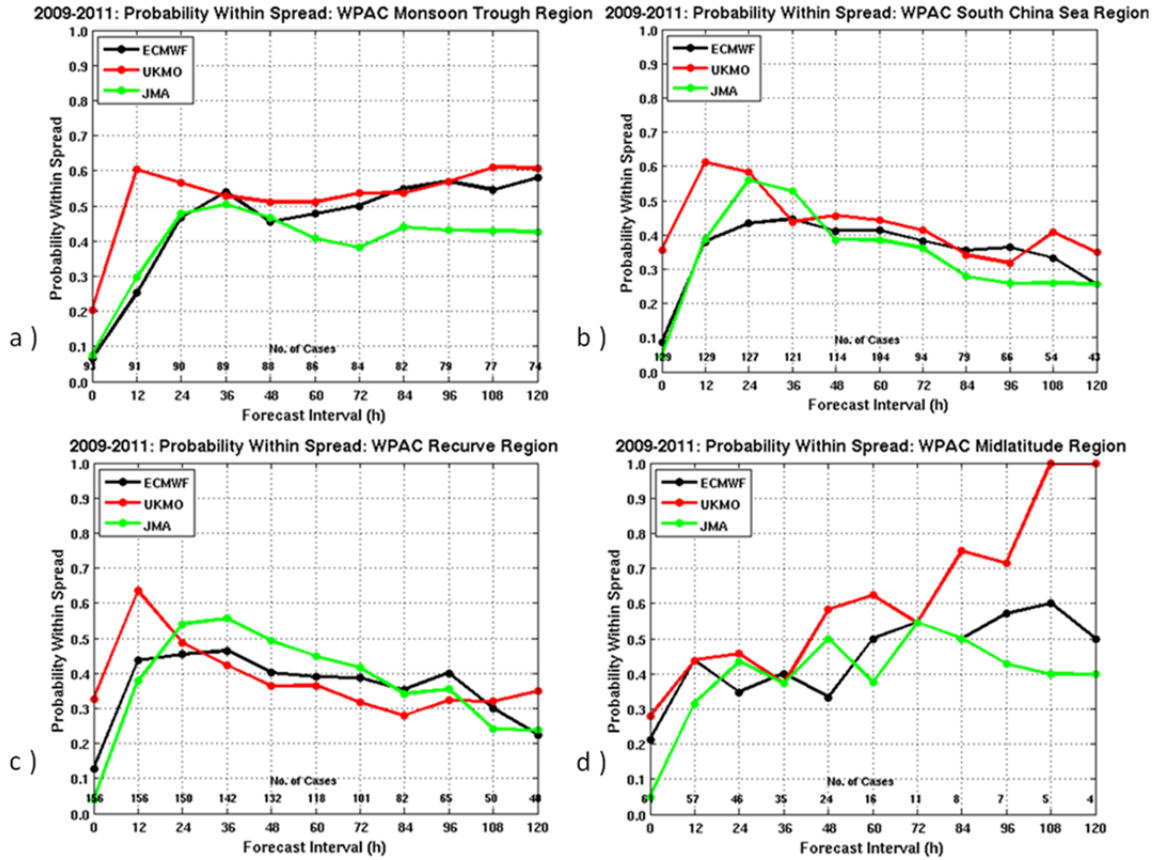 2009-2011: Probability Within Spread: WPAC Monsoon Trough Region
ECMWF
UKMO
JMA
Probability Within Spread
1.0
0.9
0.8
0.7
0.6
0.5
0.4
0.3
0.2
0.1
0.0
No. of Cases
93 91 90 89 88 86 84 82 79 77 74
0 12 24 36 48 60 72 84 96 108 120
Forecast Interval (h)
a )
2009-2011: Probability Within Spread: WPAC South China Sea Region
ECMWF
UKMO
JMA
Probability Within Spread
1.0
0.9
0.8
0.7
0.6
0.5
0.4
0.3
0.2
0.1
0.0
No. of Cases
129 129 127 121 114 104 94 79 66 54 43
0 12 24 36 48 60 72 84 96 108 120
Forecast Interval (h)
b )
2009-2011: Probability Within Spread: WPAC Recurve Region
ECMWF
UKMO
JMA
Probability Within Spread
1.0
0.9
0.8
0.7
0.6
0.5
0.4
0.3
0.2
0.1
0.0
No. of Cases
156 156 150 142 132 118 101 82 65 50 40
0 12 24 36 48 60 72 84 96 108 120
Forecast Interval (h)
c )
2009-2011: Probability Within Spread: WPAC Midlatitude Region
ECMWF
UKMO
JMA
Probability Within Spread
1.0
0.9
0.8
0.7
0.6
0.5
0.4
0.3
0.2
0.1
0.0
No. of Cases
57 46 35 24 16 11 8 7 5 4
0 12 24 36 48 60 72 84 96 108 120
Forecast Interval (h)
d )